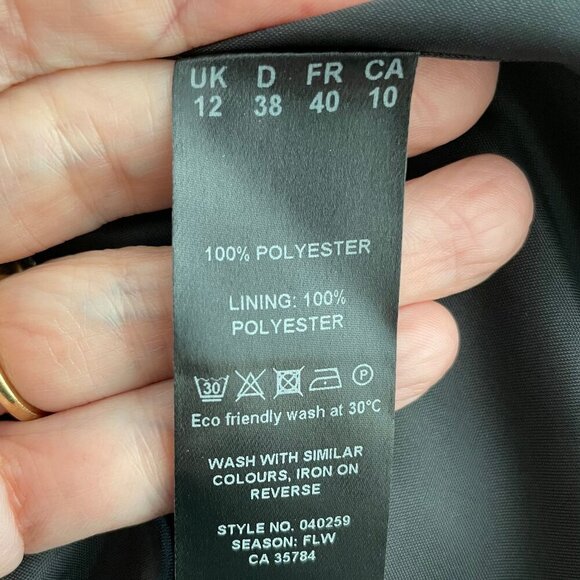 UK D FR CA
12 38 40 10
100% POLYESTER
LINING: 100%
POLYESTER
30 P
Eco friendly wash at 30°C
WASH WITH SIMILAR
COLOURS, IRON ON
REVERSE
STYLE NO. 040259
SEASON: FLW
CA 35784